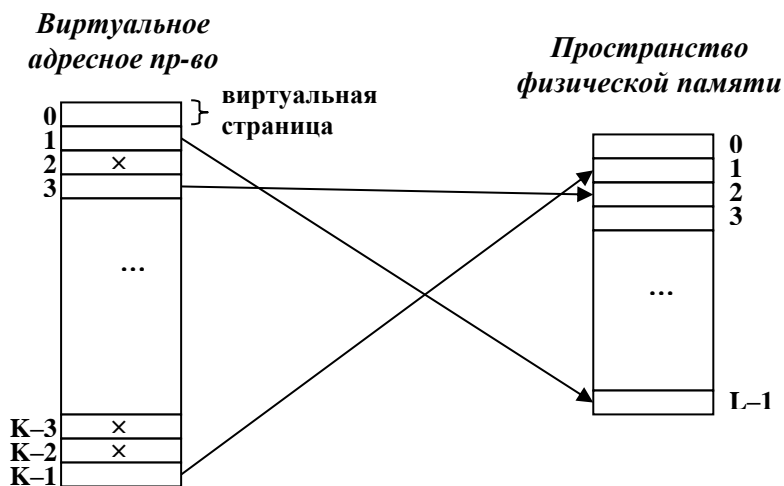 Виртуальное
адресное пр-во
Пространство
физической памяти
виртуальная
страница
0
1
2 ×
3
...
K–3 ×
K–2 ×
K–1
0
1
2
3
...
L–1